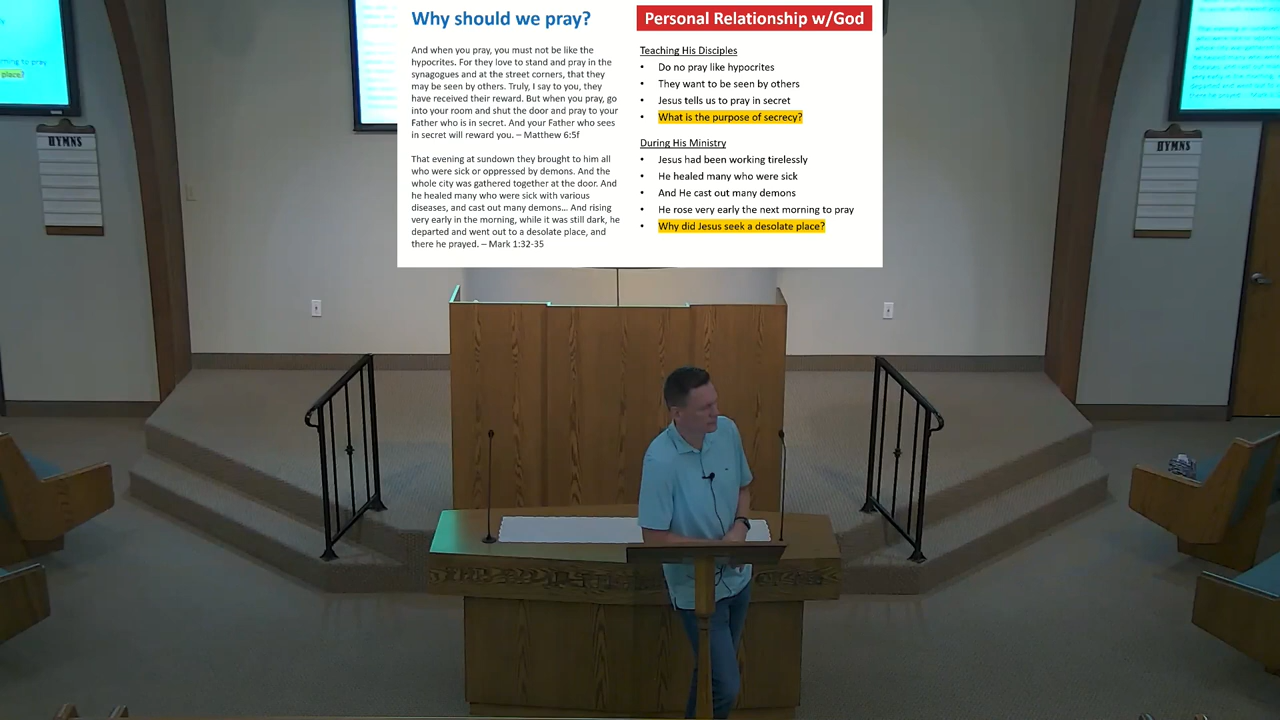 Why should we pray?
And when you pray, you must not be like the
hypocrites. For they love to stand and pray in the
synagogues and at the street corners, that they
may be seen by others. Truly, I say to you, they
have received their reward. But when you pray, go
into your room and shut the door and pray to your
Father who is in secret. And your Father who sees
in secret will reward you. – Matthew 6:5f
That evening at sundown they brought to him all
who were sick or oppressed by demons. And the
whole city was gathered together at the door. And
he healed many who were sick with various
diseases, and cast out many demons… And rising
very early in the morning, while it was still dark, he
departed and went out to a desolate place, and
there he prayed. – Mark 1:32-35
Personal Relationship w/God
Teaching His Disciples
• Do no pray like hypocrites
• They want to be seen by others
• Jesus tells us to pray in secret
• What is the purpose of secrecy?
During His Ministry
• Jesus had been working tirelessly
• He healed many who were sick
• And He cast out many demons
• He rose very early the next morning to pray
• Why did Jesus seek a desolate place?
rning to pray
place?
HYMNS
HYMNS